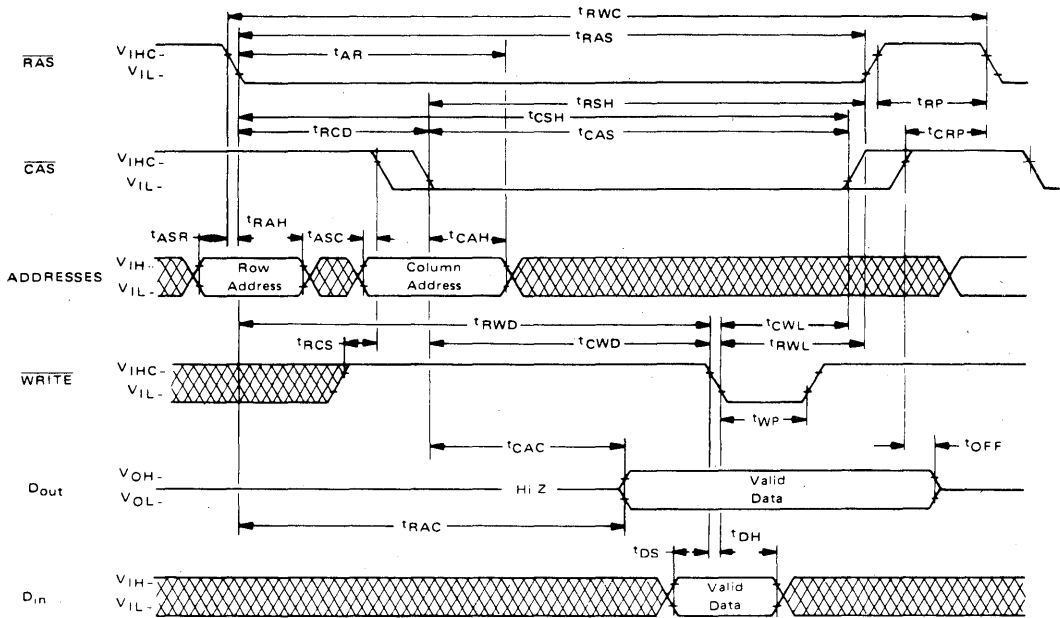 tRWC
tRAS
tAR
RAS
VIHC-
VIL-
tRSH
tRP
tCSH
tRCD
tCAS
tCRP
CAS
VIHC-
VIL-
tRAH
tASR
tASC
tCAH
ADDRESSES
VIH-
VIL-
Row
Address
Column
Address
tRWD
tCWL
tRCS
tCWD
tRWL
WRITE
VIHC-
VIL-
tWP
tCAC
tOFF
Dout
VOH-
VOL-
Hi Z
Valid
Data
tRAC
tDS
tDH
Din
VIH-
VIL-
Valid
Data